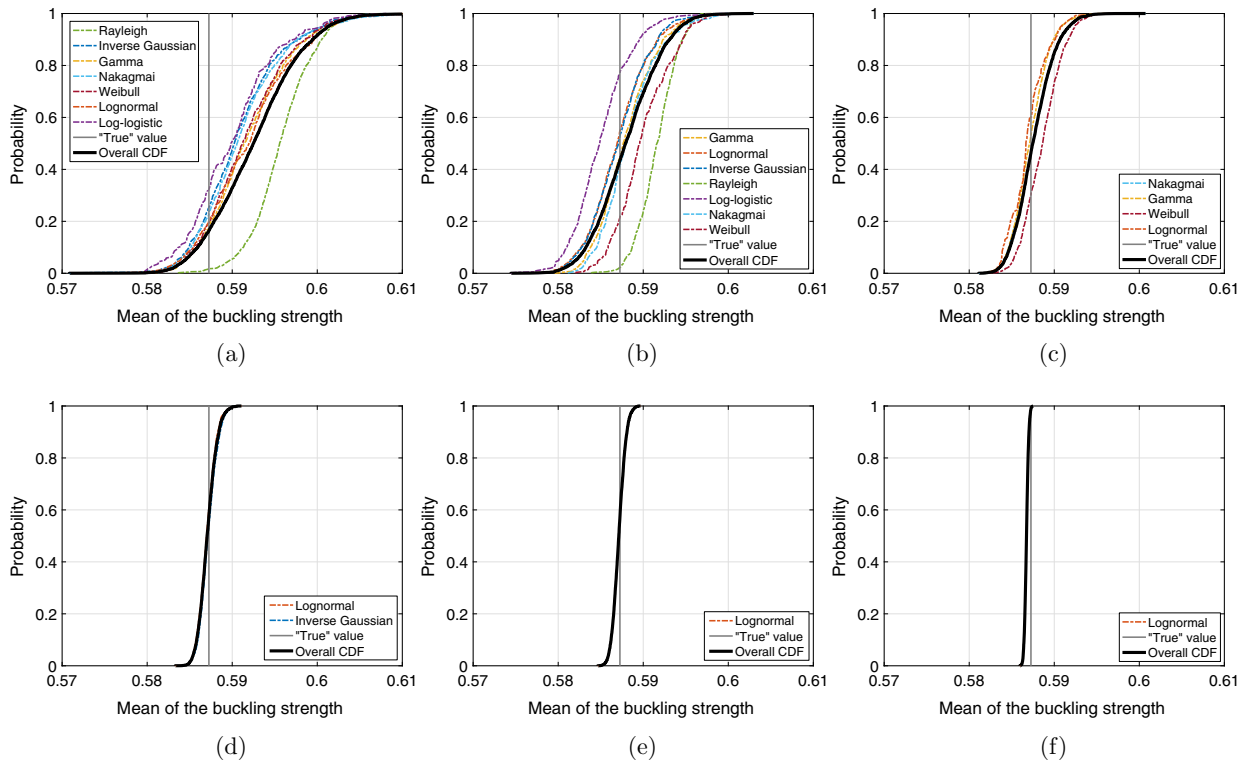 1
0.8
0.6
0.4
0.2
0
Probability
Rayleigh
Inverse Gaussian
Gamma
Nakagmai
Weibull
Lognormal
Log-logistic
"True" value
Overall CDF
0.57 0.58 0.59 0.6 0.61
Mean of the buckling strength
(a)
1
0.8
0.6
0.4
0.2
0
Probability
Gamma
Lognormal
Inverse Gaussian
Rayleigh
Log-logistic
Nakagmai
Weibull
"True" value
Overall CDF
0.57 0.58 0.59 0.6 0.61
Mean of the buckling strength
(b)
1
0.8
0.6
0.4
0.2
0
Probability
Nakagmai
Gamma
Weibull
Lognormal
"True" value
Overall CDF
0.57 0.58 0.59 0.6 0.61
Mean of the buckling strength
(c)
1
0.8
0.6
0.4
0.2
0
Probability
Lognormal
Inverse Gaussian
"True" value
Overall CDF
0.57 0.58 0.59 0.6 0.61
Mean of the buckling strength
(d)
1
0.8
0.6
0.4
0.2
0
Probability
Lognormal
"True" value
Overall CDF
0.57 0.58 0.59 0.6 0.61
Mean of the buckling strength
(e)
1
0.8
0.6
0.4
0.2
0
Probability
Lognormal
"True" value
Overall CDF
0.57 0.58 0.59 0.6 0.61
Mean of the buckling strength
(f)